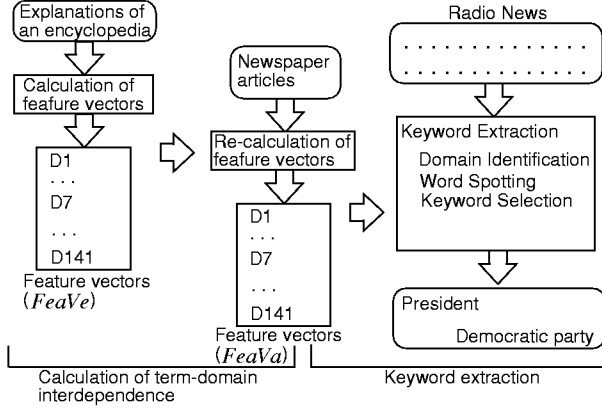 Explanations of
an encyclopedia
Calculation of
feafure vectors
D1
. . .
D7
. . .
D141
Feature vectors
(FeaVe)
Newspaper
articles
Re-calculation of
feafure vectors
D1
. . .
D7
. . .
D141
Feature vectors
(FeaVa)
Calculation of term-domain
interdependence
Radio News
. . . . . . . . . . . . . .
. . . . . . . . . . . . . .
Keyword Extraction
Domain Identification
Word Spotting
Keyword Selection
President
Democratic party
Keyword extraction